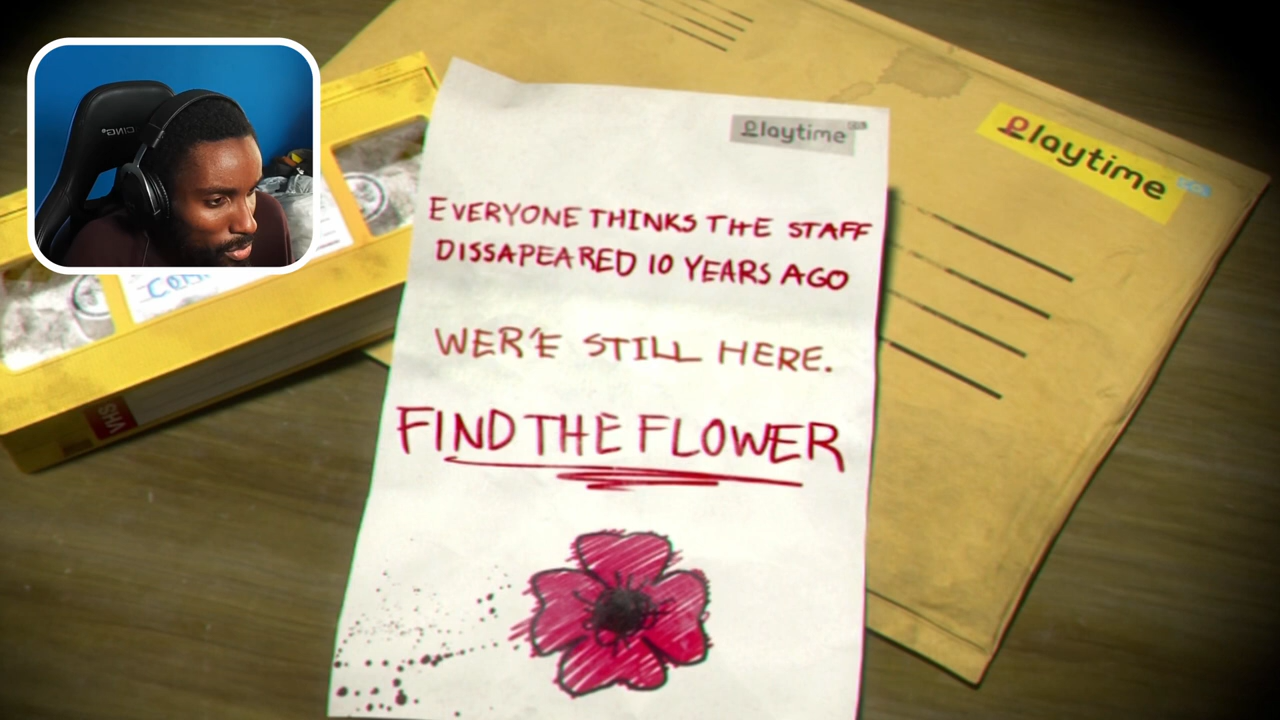 Playtime
Playtime
EVERYONE THINKS THE STAFF
DISSAPEARED 10 YEARS AGO
WER'E STILL HERE.
FIND THE FLOWER
VHS